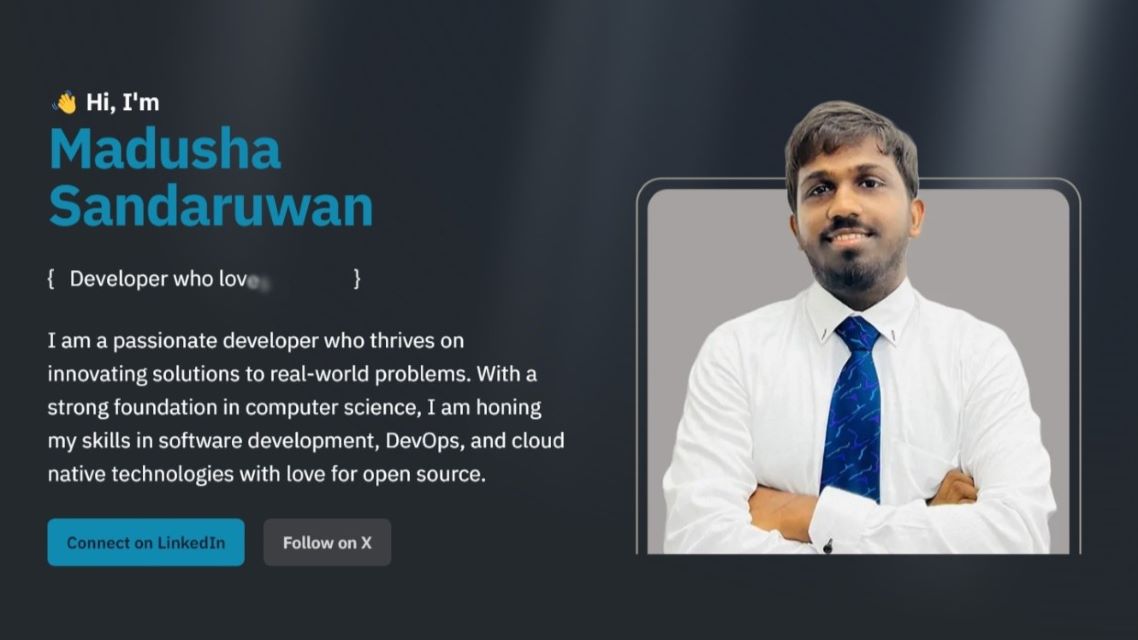 👋 Hi, I'm
Madusha
Sandaruwan
{ Developer who loves }
I am a passionate developer who thrives on
innovating solutions to real-world problems. With a
strong foundation in computer science, I am honing
my skills in software development, DevOps, and cloud
native technologies with love for open source.
Connect on LinkedIn
Follow on X